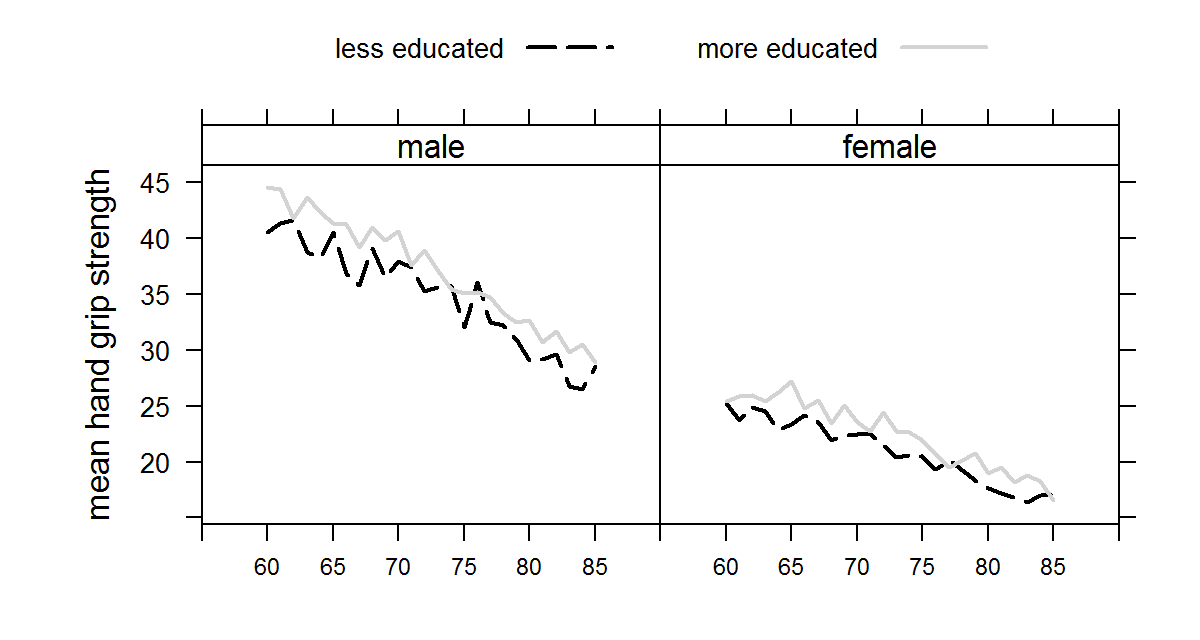 less educated more educated
male female
mean hand grip strength
45
40
35
30
25
20
60 65 70 75 80 85 60 65 70 75 80 85